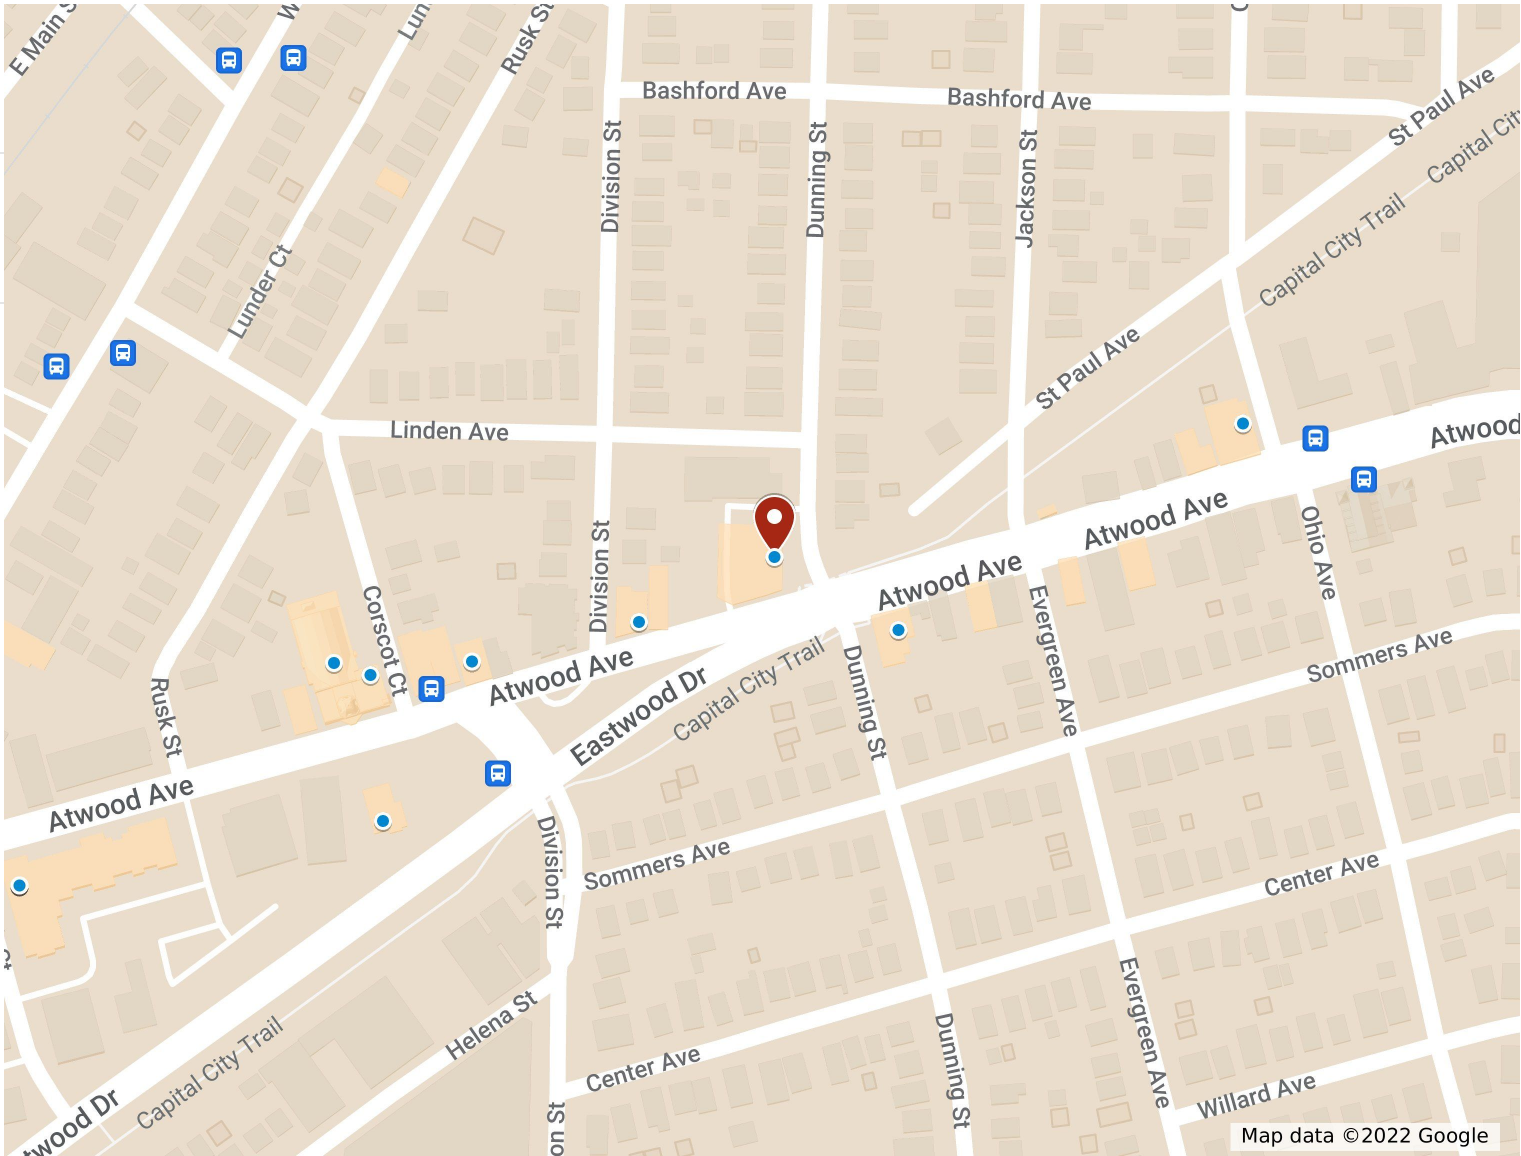 E Main S
W
Lun
Rusk St
Bashford Ave
Bashford Ave
St Paul Ave
Capital City
Division St
Dunning St
Jackson St
Capital City Trail
Lunder Ct
St Paul Ave
Linden Ave
Atwood
Atwood Ave
Ohio Ave
Division St
Atwood Ave
Corscot Ct
Evergreen Ave
Sommers Ave
Atwood Ave
Capital City Trail
Dunning St
Eastwood Dr
Rusk St
Atwood Ave
Division St
Sommers Ave
Center Ave
Helena St
Evergreen Ave
Capital City Trail
Center Ave
Dunning St
Willard Ave
twood Dr
on St
Map data ©2022 Google